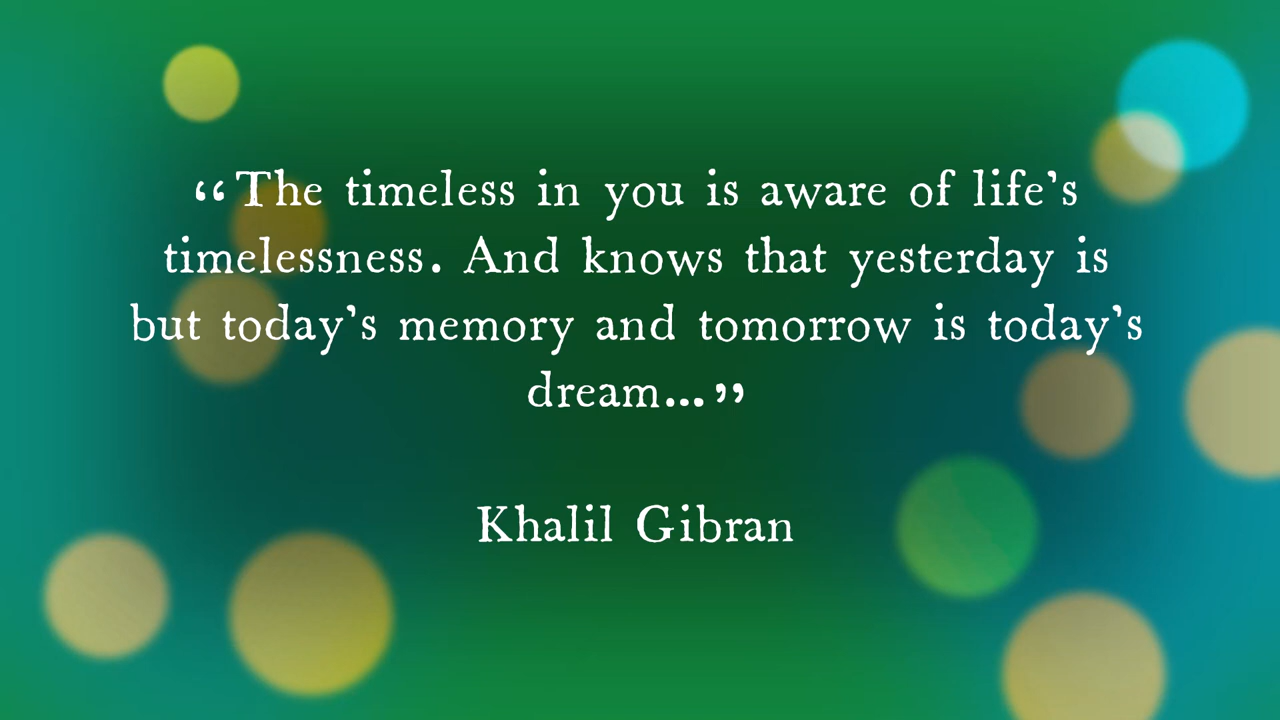 “The timeless in you is aware of life’s
timelessness. And knows that yesterday is
but today’s memory and tomorrow is today’s
dream...”
Khalil Gibran